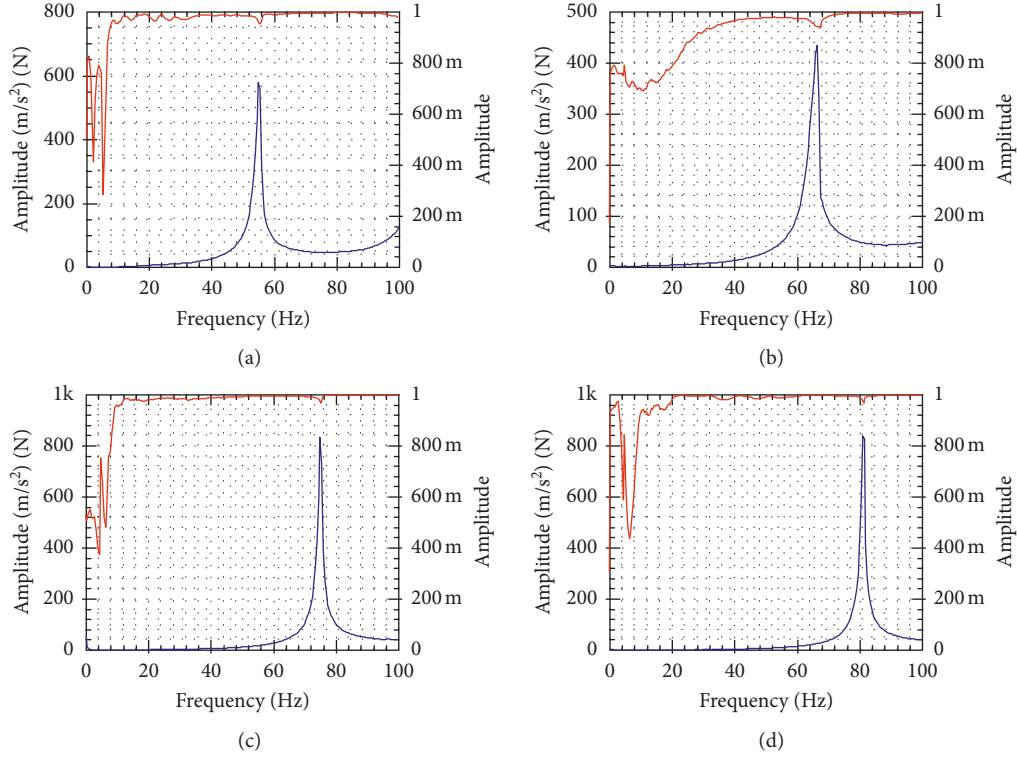 800
600
400
200
0
Amplitude (m/s²) (N)
1
800 m
600 m
400 m
200 m
0
Amplitude
0 20 40 60 80 100
Frequency (Hz)
(a)
500
400
300
200
100
0
Amplitude (m/s²) (N)
1
800 m
600 m
400 m
200 m
0
Amplitude
0 20 40 60 80 100
Frequency (Hz)
(b)
1k
800
600
400
200
0
Amplitude (m/s²) (N)
1
800 m
600 m
400 m
200 m
0
Amplitude
0 20 40 60 80 100
Frequency (Hz)
(c)
1k
800
600
400
200
0
Amplitude (m/s²) (N)
1
800 m
600 m
400 m
200 m
0
Amplitude
0 20 40 60 80 100
Frequency (Hz)
(d)